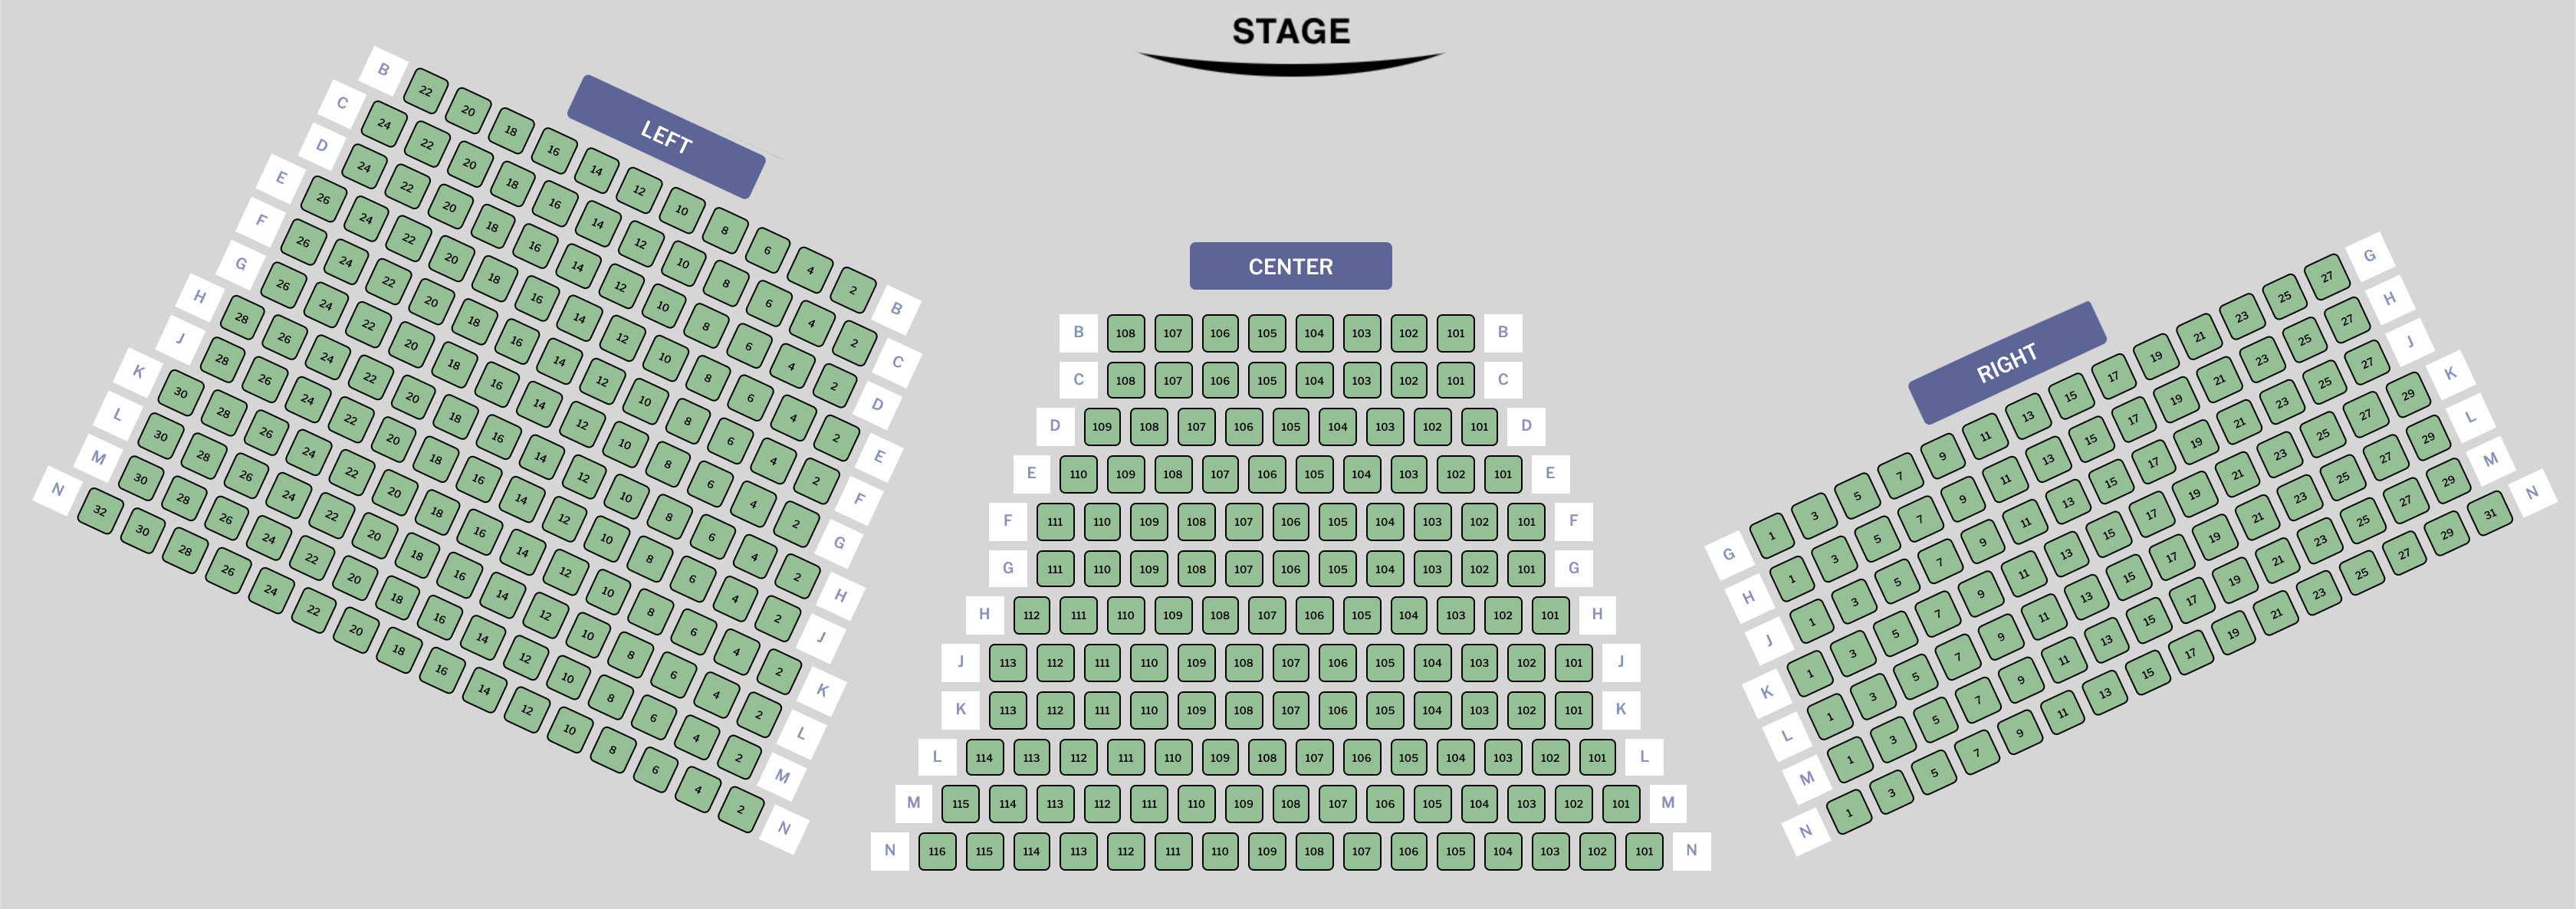 STAGE
LEFT
B 22 20 18 16 14 12 10 8 6 4 2 B
C 24 22 20 18 16 14 12 10 8 6 4 2 C
D 24 22 20 18 16 14 12 10 8 6 4 2 D
E 26 24 22 20 18 16 14 12 10 8 6 4 2 E
F 26 24 22 20 18 16 14 12 10 8 6 4 2 F
G 26 24 22 20 18 16 14 12 10 8 6 4 2 G
H 28 26 24 22 20 18 16 14 12 10 8 6 4 2 H
J 28 26 24 22 20 18 16 14 12 10 8 6 4 2 J
K 30 28 26 24 22 20 18 16 14 12 10 8 6 4 2 K
L 30 28 26 24 22 20 18 16 14 12 10 8 6 4 2 L
M 30 28 26 24 22 20 18 16 14 12 10 8 6 4 2 M
N 32 30 28 26 24 22 20 18 16 14 12 10 8 6 4 2 N
CENTER
B 108 107 106 105 104 103 102 101 B
C 108 107 106 105 104 103 102 101 C
D 109 108 107 106 105 104 103 102 101 D
E 110 109 108 107 106 105 104 103 102 101 E
F 111 110 109 108 107 106 105 104 103 102 101 F
G 111 110 109 108 107 106 105 104 103 102 101 G
H 112 111 110 109 108 107 106 105 104 103 102 101 H
J 113 112 111 110 109 108 107 106 105 104 103 102 101 J
K 113 112 111 110 109 108 107 106 105 104 103 102 101 K
L 114 113 112 111 110 109 108 107 106 105 104 103 102 101 L
M 115 114 113 112 111 110 109 108 107 106 105 104 103 102 101 M
N 116 115 114 113 112 111 110 109 108 107 106 105 104 103 102 101 N
RIGHT
G 1 3 5 7 9 11 13 15 17 19 21 23 25 27 G
H 1 3 5 7 9 11 13 15 17 19 21 23 25 27 H
J 1 3 5 7 9 11 13 15 17 19 21 23 25 27 J
K 1 3 5 7 9 11 13 15 17 19 21 23 25 27 29 K
L 1 3 5 7 9 11 13 15 17 19 21 23 25 27 29 L
M 1 3 5 7 9 11 13 15 17 19 21 23 25 27 29 M
N 1 3 5 7 9 11 13 15 17 19 21 23 25 27 29 31 N